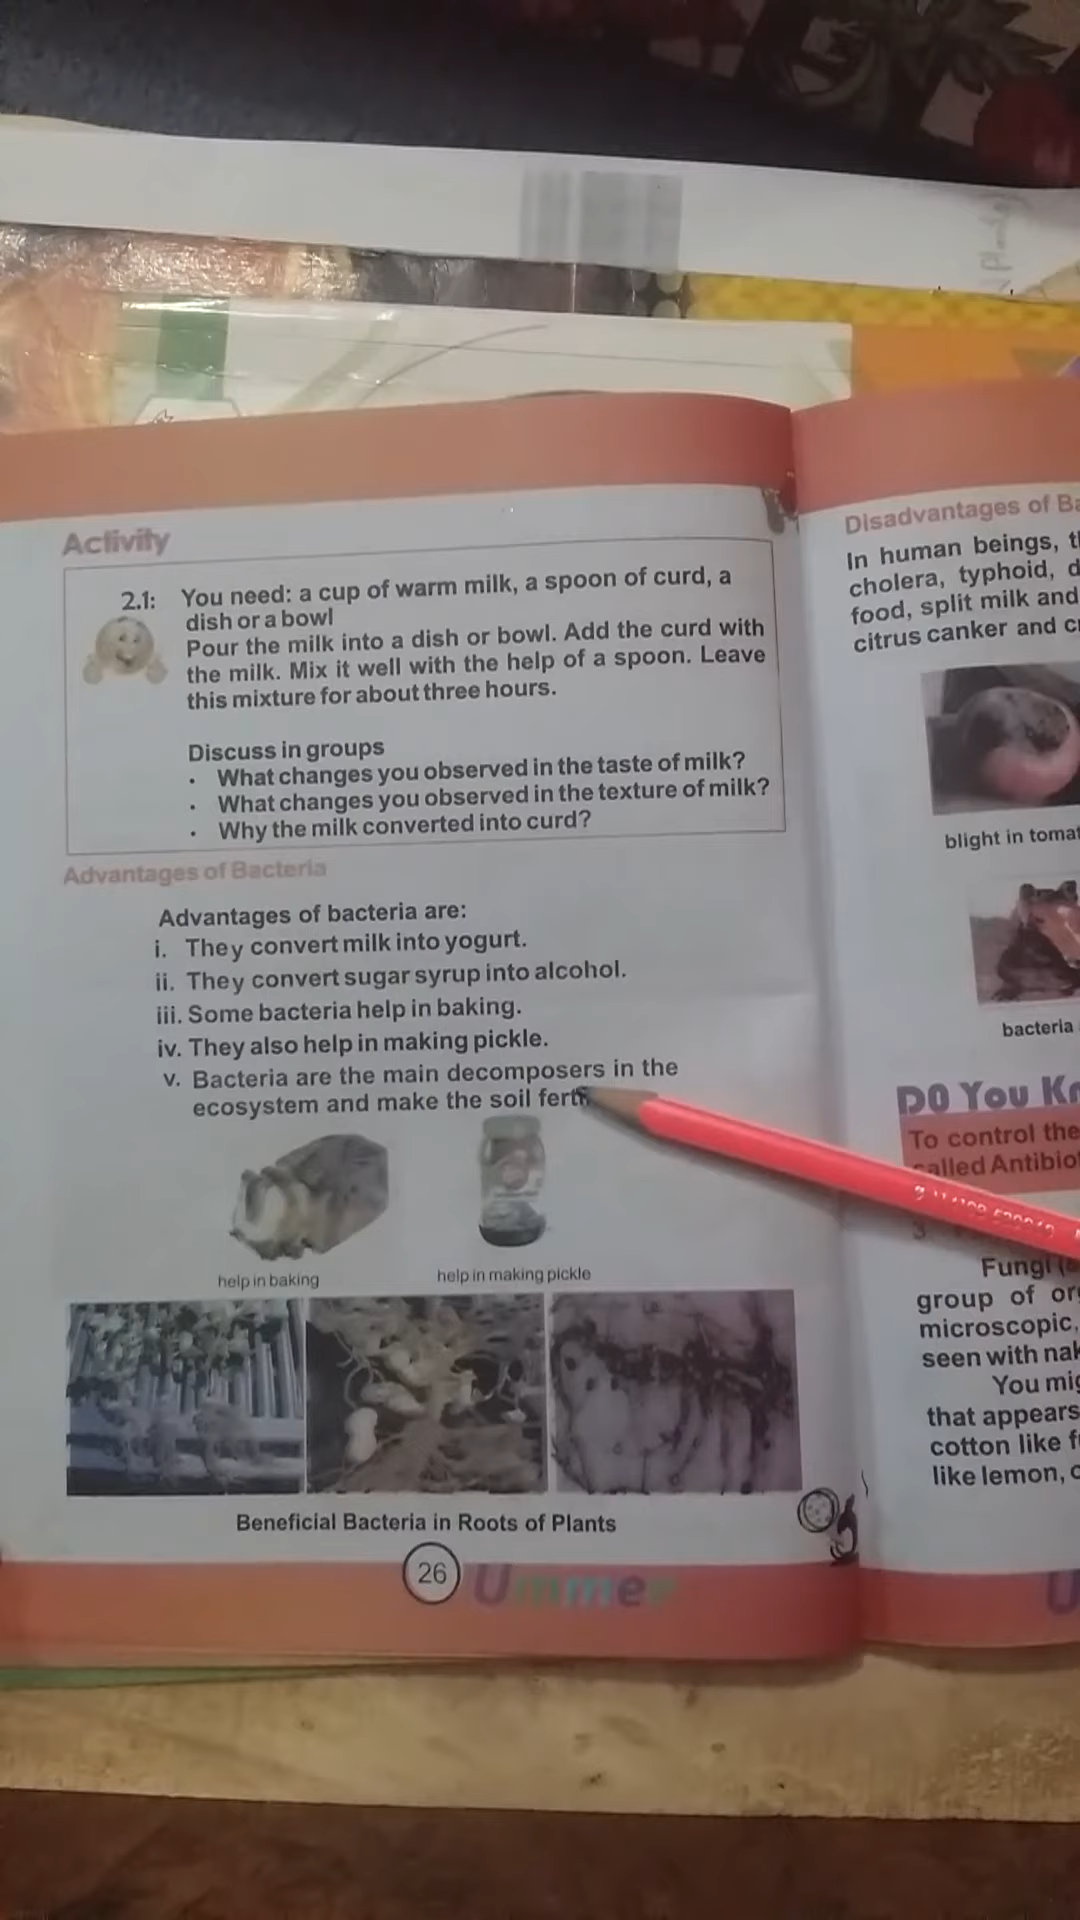 Activity
2.1: You need: a cup of warm milk, a spoon of curd, a
dish or a bowl
Pour the milk into a dish or bowl. Add the curd with
the milk. Mix it well with the help of a spoon. Leave
this mixture for about three hours.
Discuss in groups
• What changes you observed in the taste of milk?
• What changes you observed in the texture of milk?
• Why the milk converted into curd?
Advantages of Bacteria
Advantages of bacteria are:
i. They convert milk into yogurt.
ii. They convert sugar syrup into alcohol.
iii. Some bacteria help in baking.
iv. They also help in making pickle.
v. Bacteria are the main decomposers in the
ecosystem and make the soil
help in baking
help in making pickle
Beneficial Bacteria in Roots of Plants
26
Disadvantages of
In human beings,
cholera, typhoid,
food, split milk and
citrus canker and
blight in
bacteria
DO You
To control the
called
Fungi
group of
microscopic,
seen with
You
that appears
cotton like
like lemon,